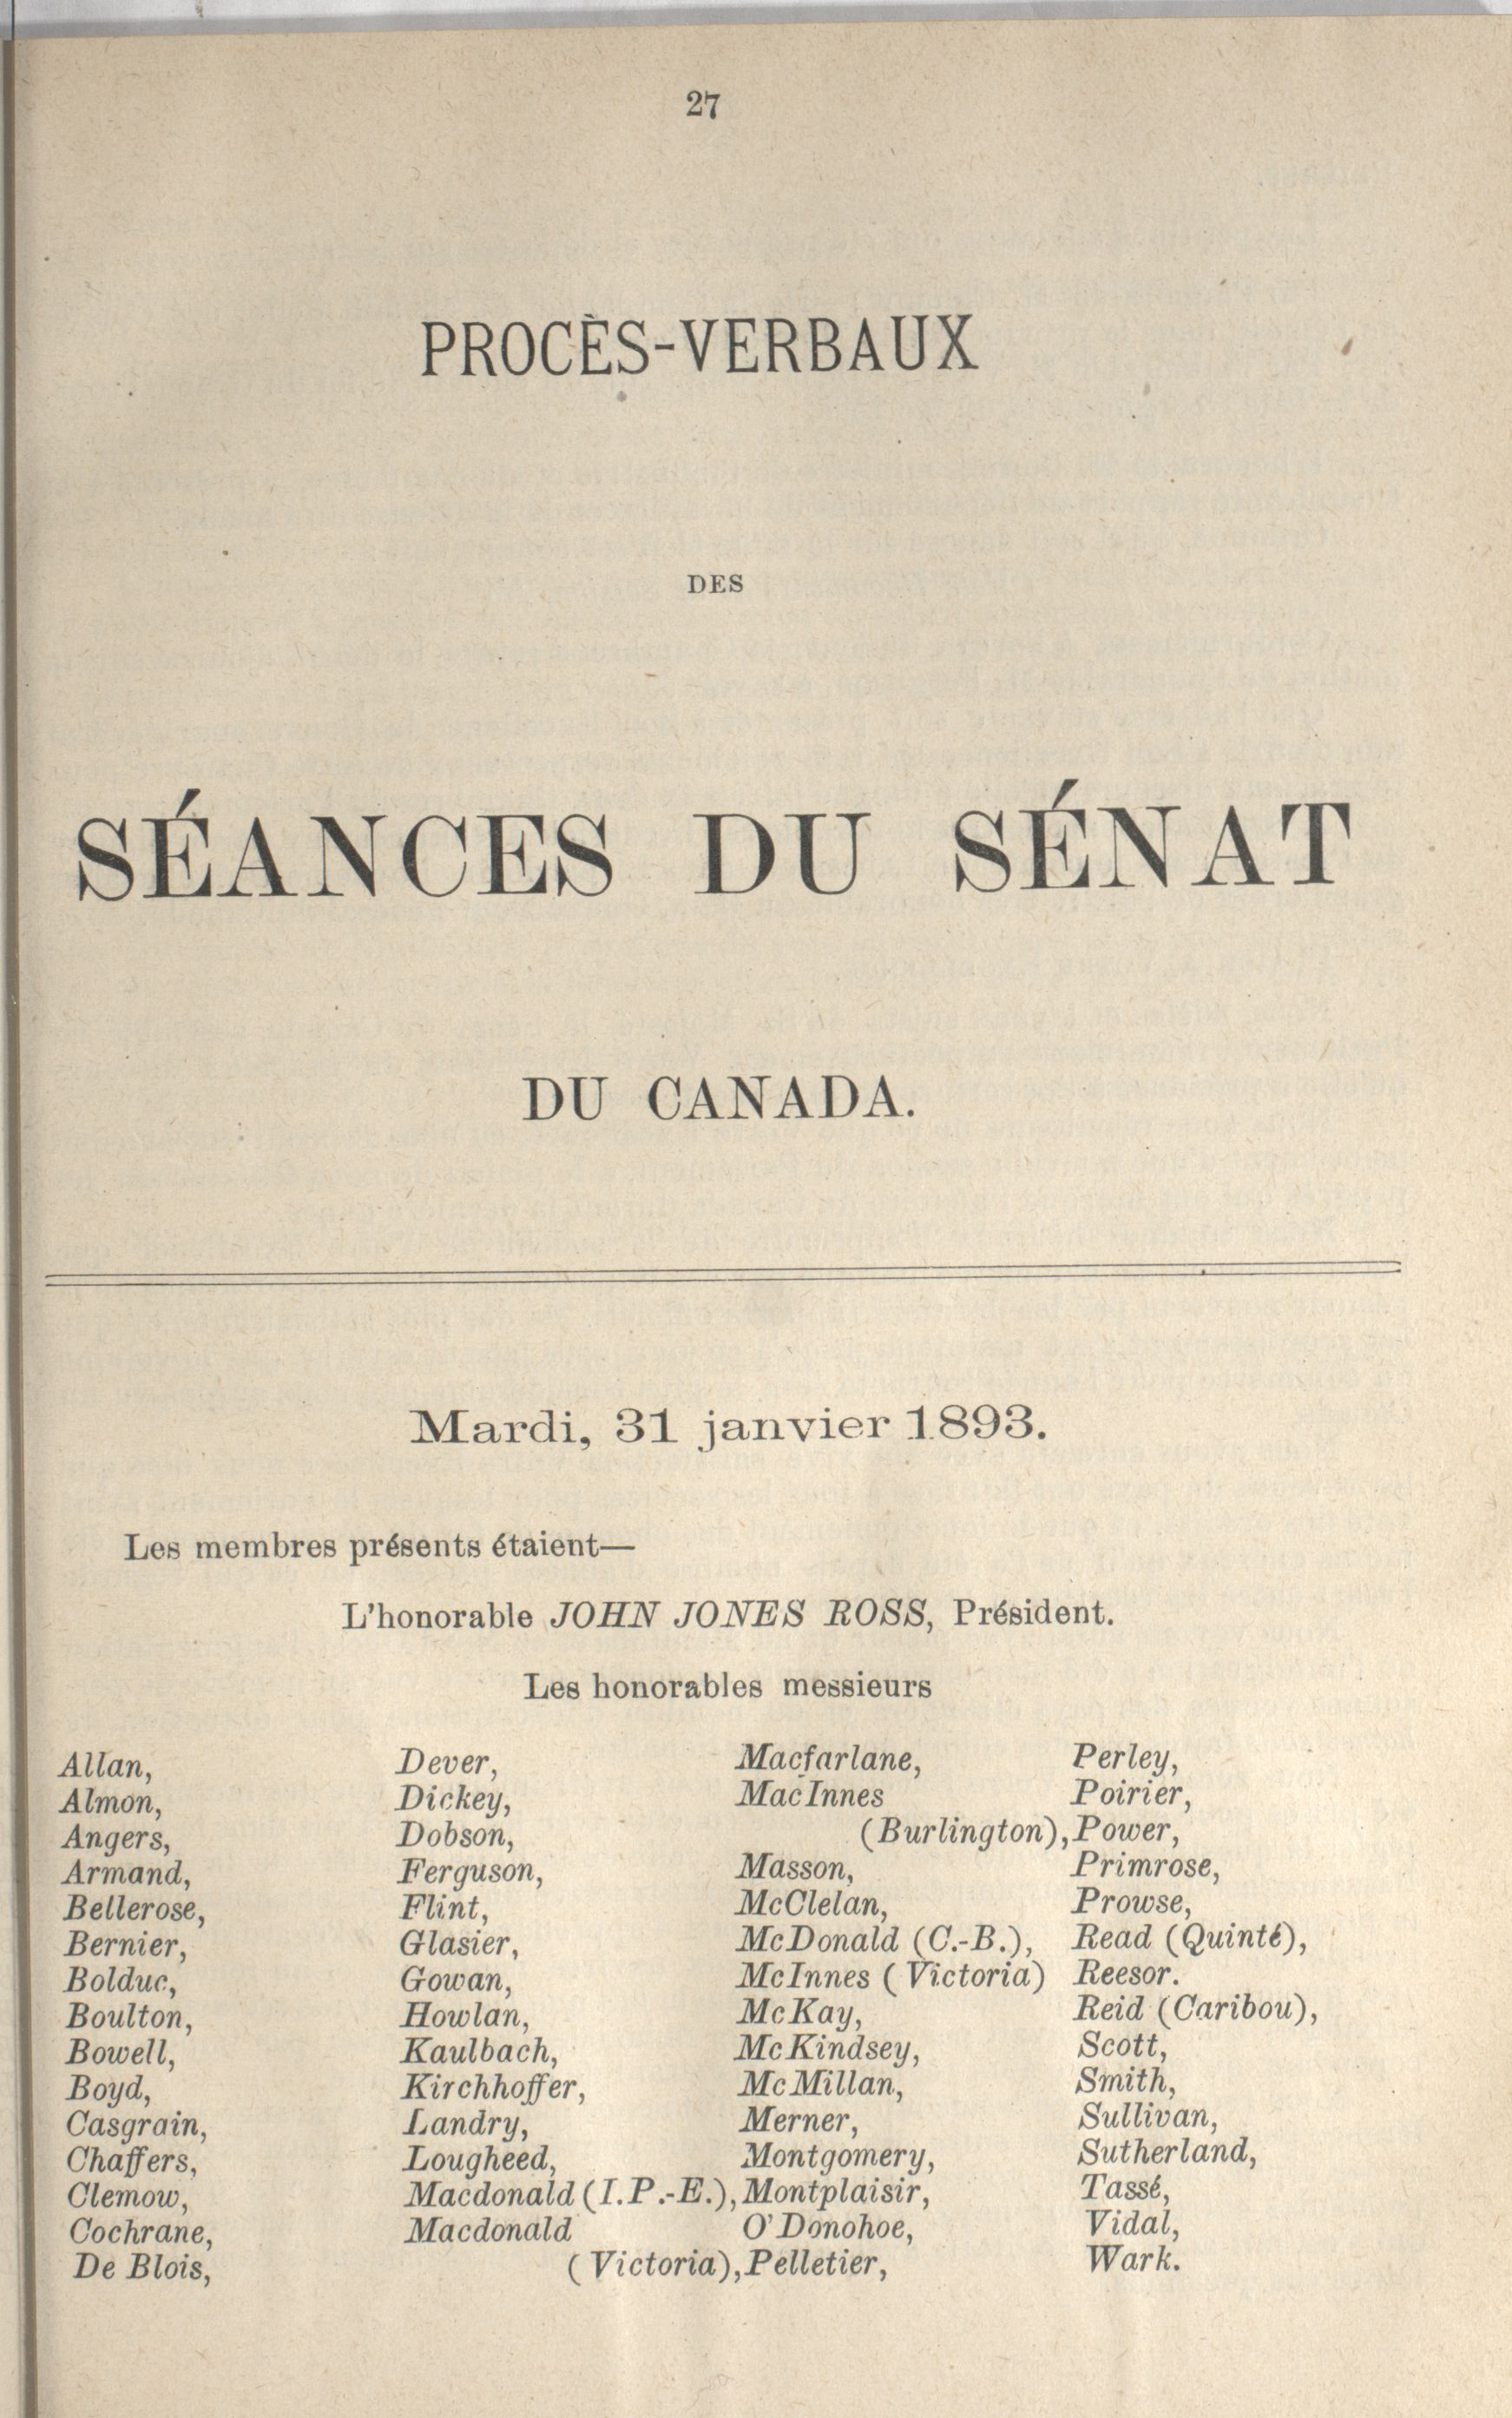 27
PROCÈS-VERBAUX
DES
SÉANCES DU SÉNAT
DU CANADA.
Mardi, 31 janvier 1893.
Les membres présents étaient—
L'honorable JOHN JONES ROSS, Président.
Les honorables messieurs
Allan,
Almon,
Angers,
Armand,
Bellerose,
Bernier,
Bolduc,
Boulton,
Bowell,
Boyd,
Casgrain,
Chaffers,
Clemow,
Cochrane,
De Blois,
Dever,
Dickey,
Dobson,
Ferguson,
Flint,
Glasier,
Gowan,
Howlan,
Kaulbach,
Kirchhoffer,
Landry,
Lougheed,
Macdonald (I.P.-E.),
Macdonald
(Victoria),
Macfarlane,
MacInnes
(Burlington),
Masson,
McClelan,
McDonald (C.-B.),
McInnes (Victoria)
McKay,
McKindsey,
McMillan,
Merner,
Montgomery,
Montplaisir,
O'Donohoe,
Pelletier,
Perley,
Poirier,
Power,
Primrose,
Prowse,
Read (Quinté),
Reesor.
Reid (Caribou),
Scott,
Smith,
Sullivan,
Sutherland,
Tassé,
Vidal,
Wark.